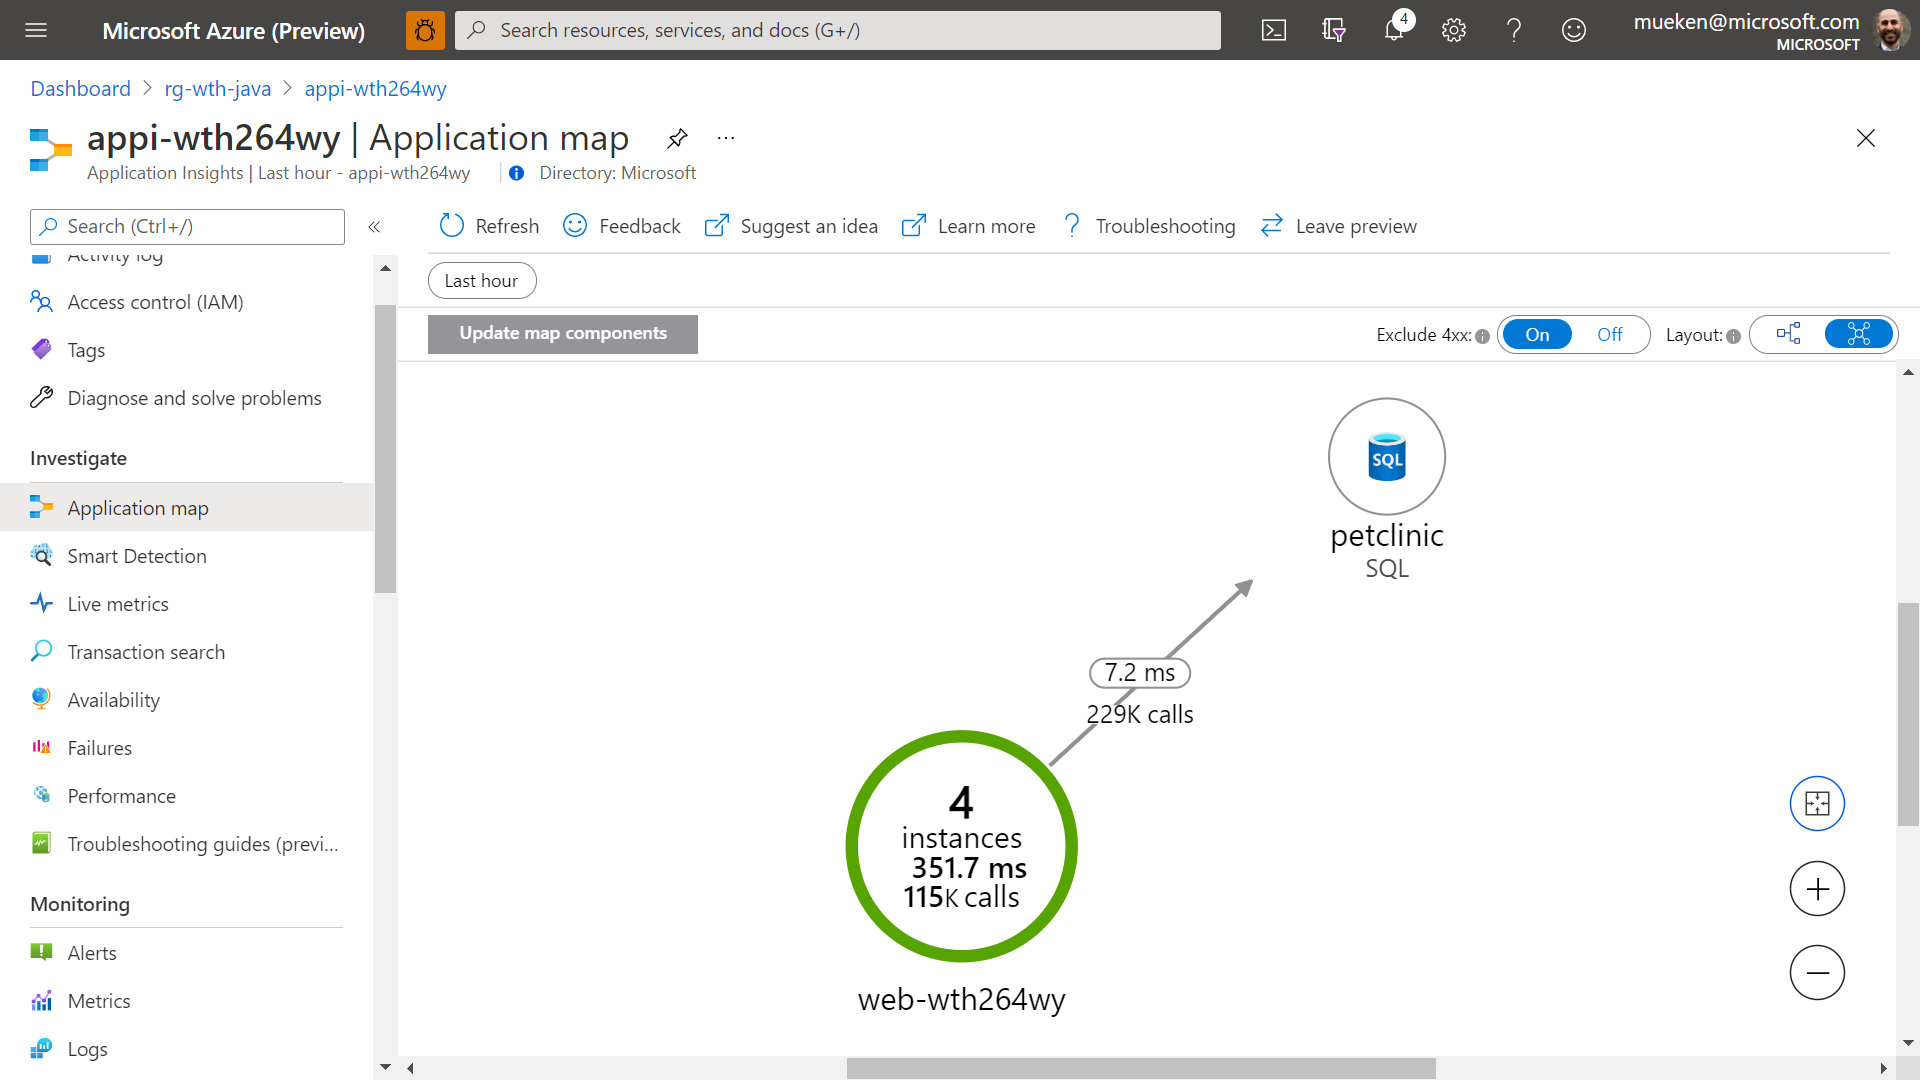 Microsoft Azure (Preview)
Search resources, services, and docs (G+/)
4
mueken@microsoft.com
MICROSOFT
Dashboard > rg-wth-java > appi-wth264wy
appi-wth264wy | Application map
Application Insights | Last hour - appi-wth264wy
Directory: Microsoft
Search (Ctrl+/)
Refresh
Feedback
Suggest an idea
Learn more
Troubleshooting
Leave preview
Activity log
Access control (IAM)
Tags
Diagnose and solve problems
Investigate
Application map
Smart Detection
Live metrics
Transaction search
Availability
Failures
Performance
Troubleshooting guides (previ...
Monitoring
Alerts
Metrics
Logs
Last hour
Update map components
Exclude 4xx:
On
Off
Layout:
SQL
petclinic
SQL
7.2 ms
229K calls
4
instances
351.7 ms
115K calls
web-wth264wy